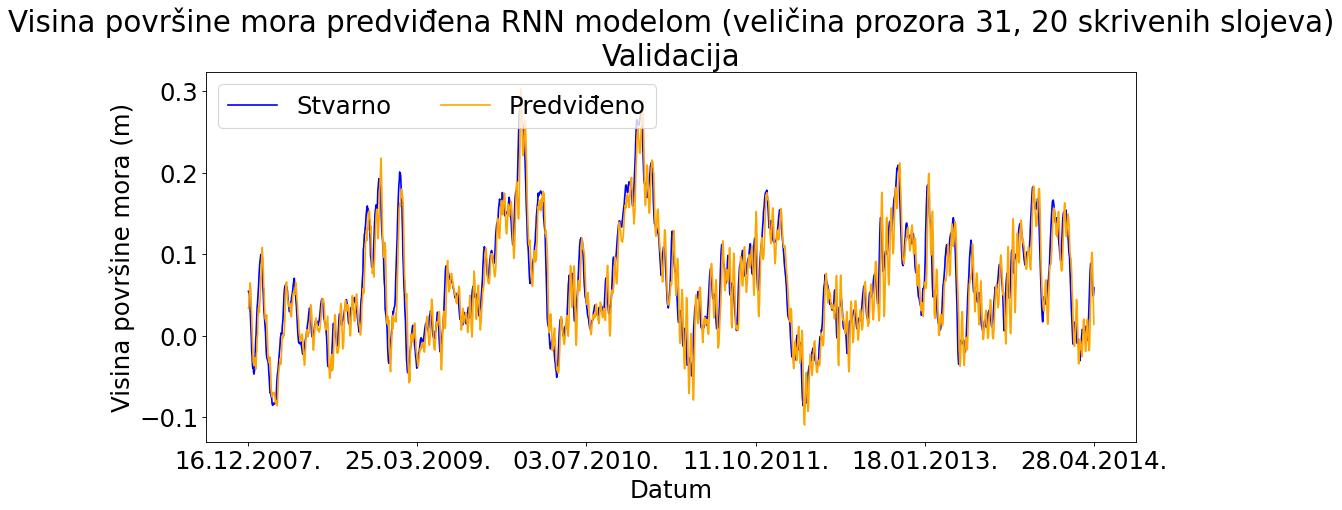 Visina površine mora predviđena RNN modelom (veličina prozora 31, 20 skrivenih slojeva)
Validacija
Stvarno Predviđeno
Visina površine mora (m)
0.3
0.2
0.1
0.0
−0.1
16.12.2007. 25.03.2009. 03.07.2010. 11.10.2011. 18.01.2013. 28.04.2014.
Datum